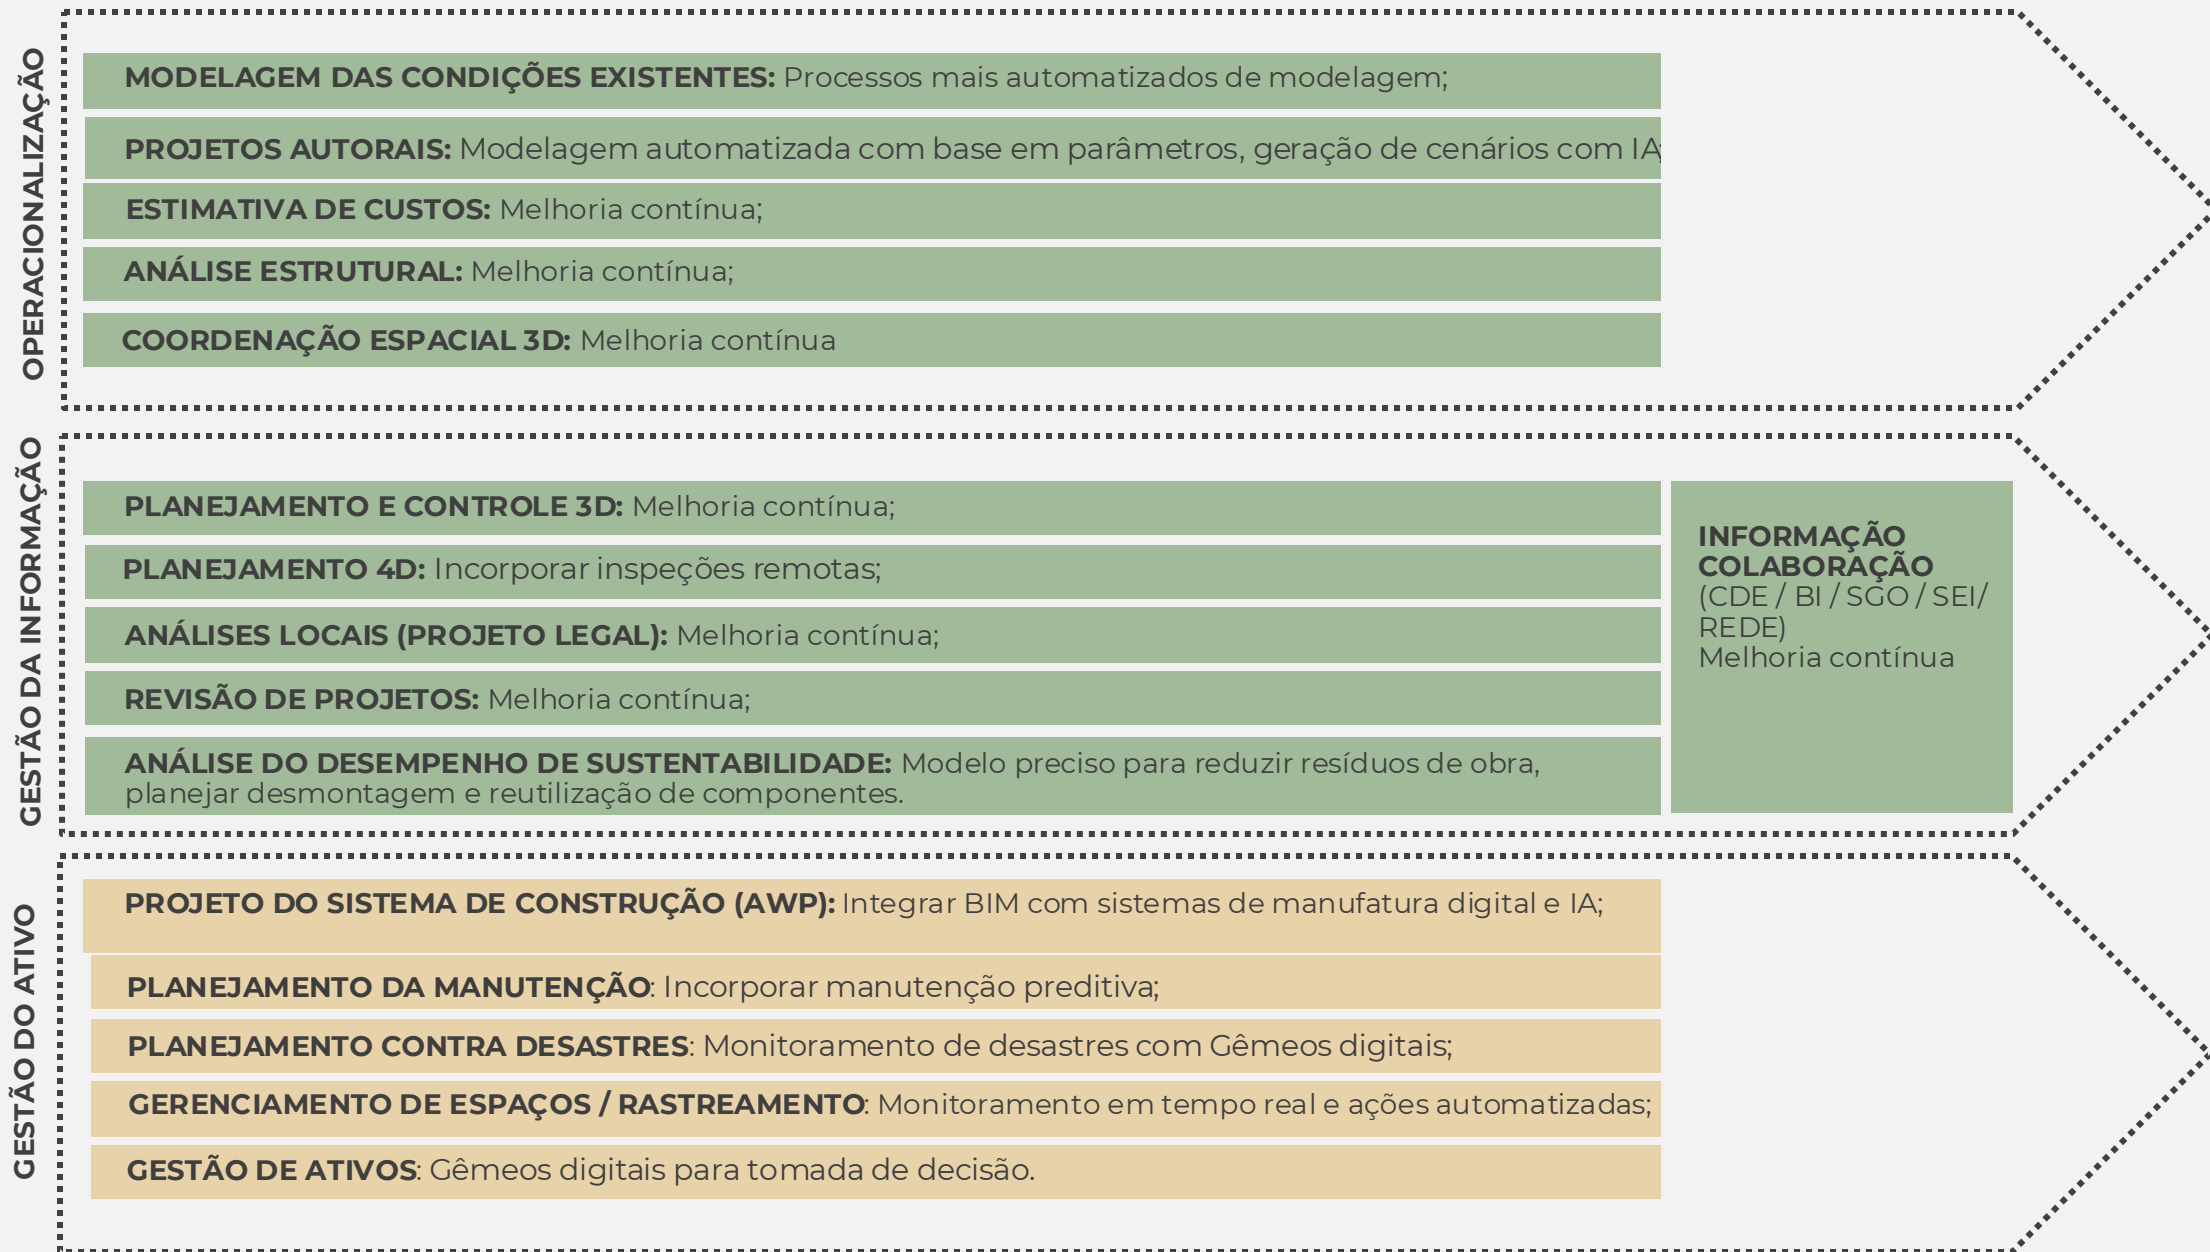 OPERACIONALIZAÇÃO
MODELAGEM DAS CONDIÇÕES EXISTENTES: Processos mais automatizados de modelagem;
PROJETOS AUTORAIS: Modelagem automatizada com base em parâmetros, geração de cenários com IA;
ESTIMATIVA DE CUSTOS: Melhoria contínua;
ANÁLISE ESTRUTURAL: Melhoria contínua;
COORDENAÇÃO ESPACIAL 3D: Melhoria contínua
GESTÃO DA INFORMAÇÃO
PLANEJAMENTO E CONTROLE 3D: Melhoria contínua;
PLANEJAMENTO 4D: Incorporar inspeções remotas;
ANÁLISES LOCAIS (PROJETO LEGAL): Melhoria contínua;
REVISÃO DE PROJETOS: Melhoria contínua;
ANÁLISE DO DESEMPENHO DE SUSTENTABILIDADE: Modelo preciso para reduzir resíduos de obra,
planejar desmontagem e reutilização de componentes.
INFORMAÇÃO
COLABORAÇÃO
(CDE / BI / SGO / SEI/
REDE)
Melhoria contínua
GESTÃO DO ATIVO
PROJETO DO SISTEMA DE CONSTRUÇÃO (AWP): Integrar BIM com sistemas de manufatura digital e IA;
PLANEJAMENTO DA MANUTENÇÃO: Incorporar manutenção preditiva;
PLANEJAMENTO CONTRA DESASTRES: Monitoramento de desastres com Gêmeos digitais;
GERENCIAMENTO DE ESPAÇOS / RASTREAMENTO: Monitoramento em tempo real e ações automatizadas;
GESTÃO DE ATIVOS: Gêmeos digitais para tomada de decisão.